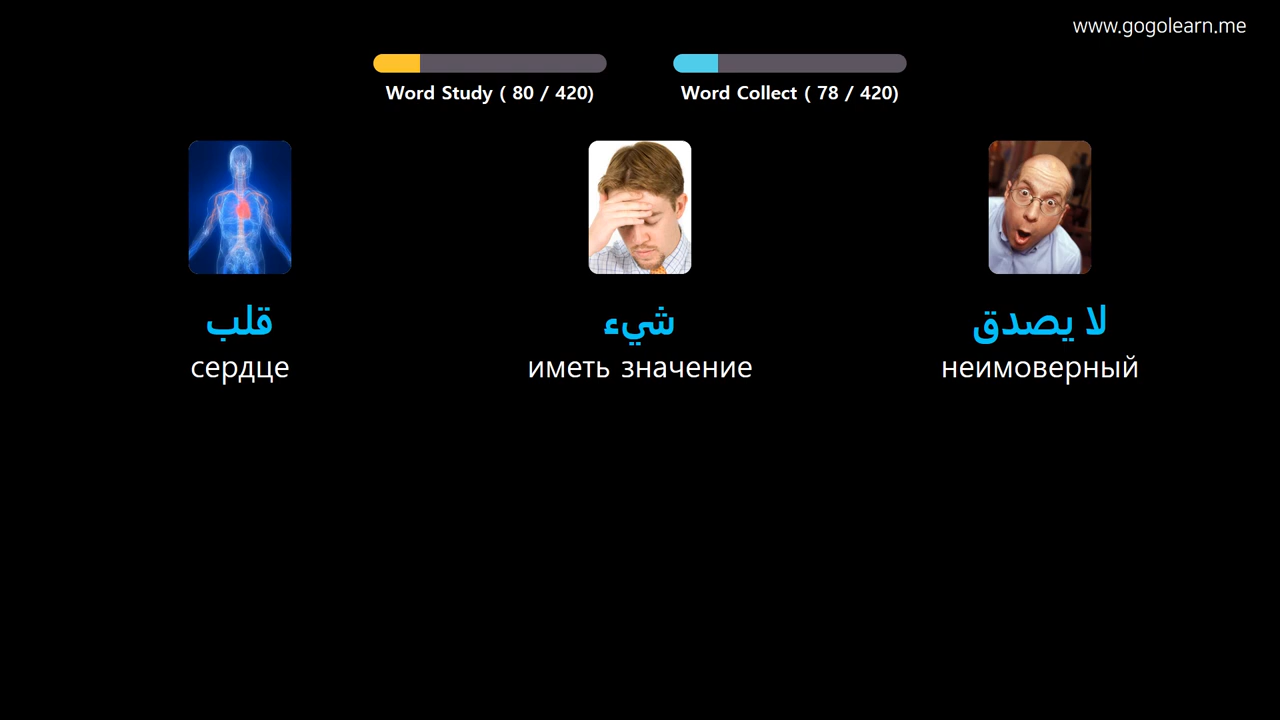 www.gogolearn.me
Word Study ( 80 / 420)
Word Collect ( 78 / 420)
قلب
сердце
شيء
иметь значение
لا يصدق
неимоверный